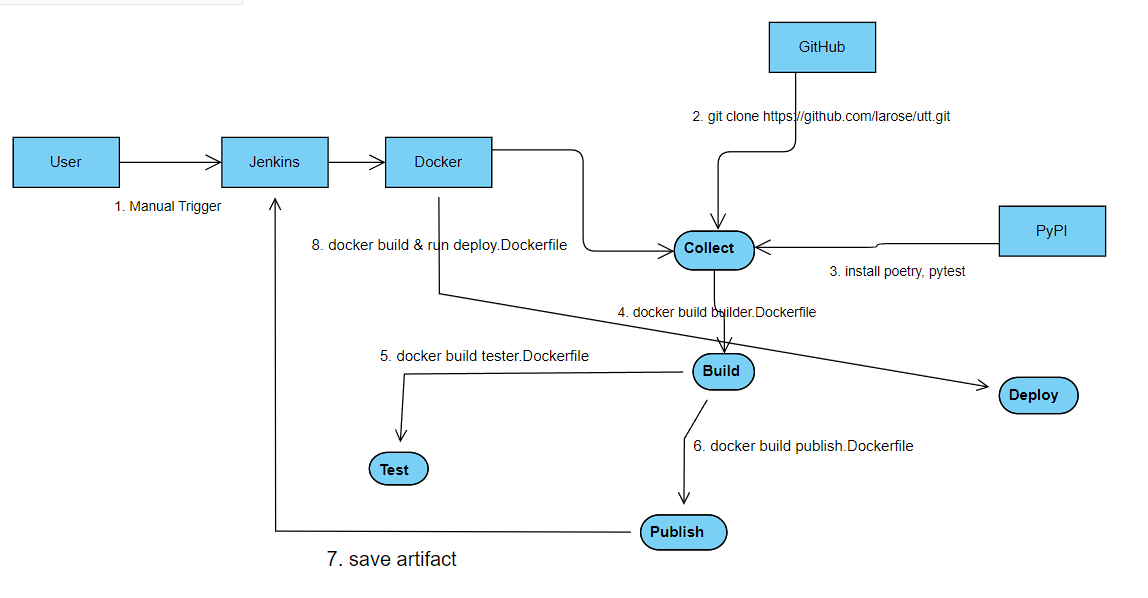 GitHub
2. git clone https://github.com/larose/utt.git
User
Jenkins
Docker
1. Manual Trigger
PyPI
8. docker build & run deploy.Dockerfile
Collect
3. install poetry, pytest
4. docker build builder.Dockerfile
5. docker build tester.Dockerfile
Build
Deploy
6. docker build publish.Dockerfile
Test
Publish
7. save artifact